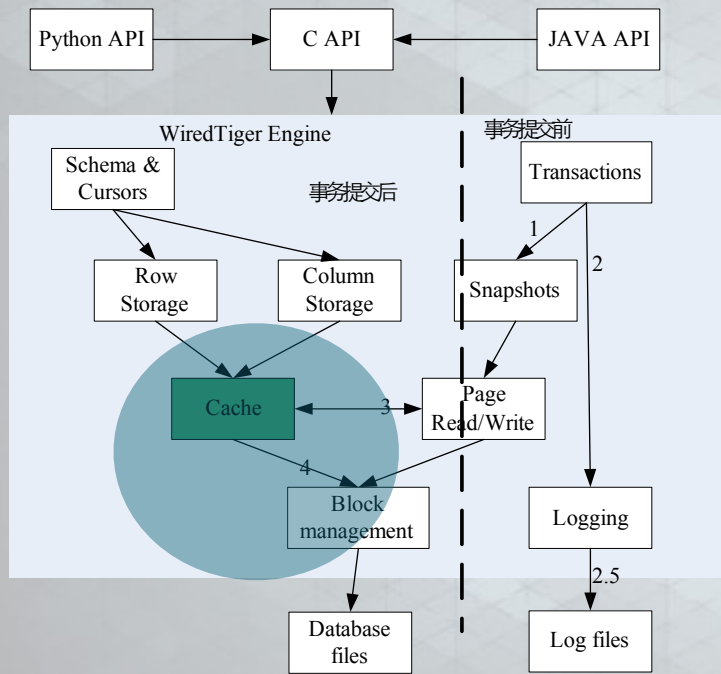 Python API
C API
JAVA API
WiredTiger Engine
事务提交前
Schema &
Cursors
事务提交后
Transactions
1
2
Row
Storage
Column
Storage
Snapshots
Cache
3
Page
Read/Write
4
Block
management
Logging
2.5
Database
files
Log files